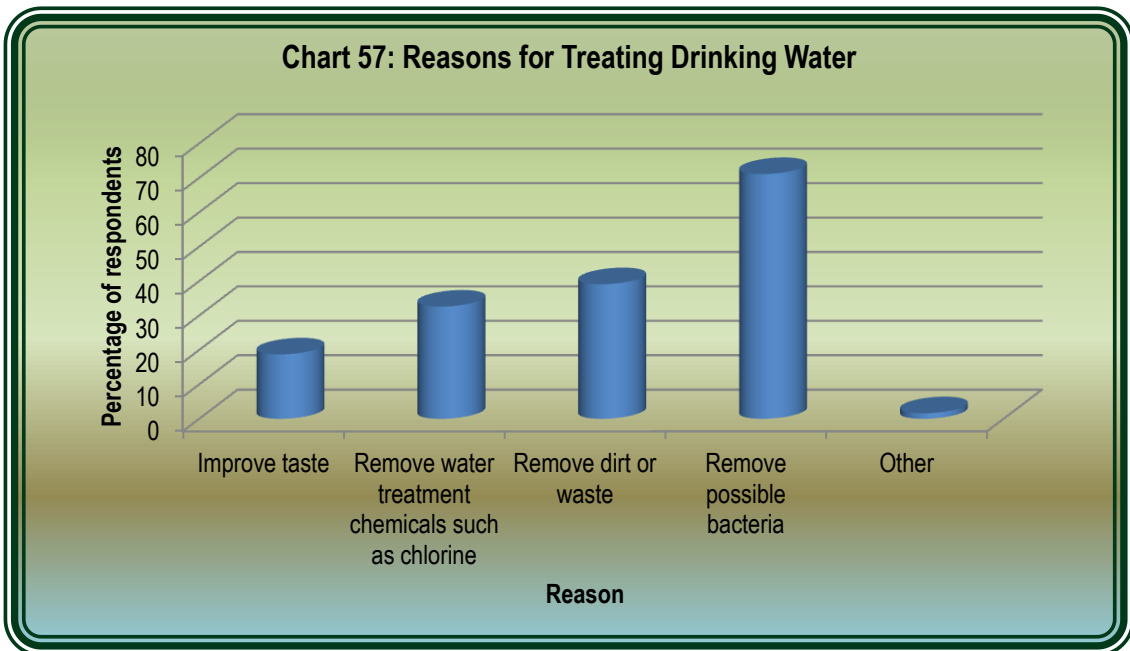 Chart 57: Reasons for Treating Drinking Water
Percentage of respondents
80
70
60
50
40
30
20
10
0
Improve taste
Remove water
treatment
chemicals such
as chlorine
Remove dirt or
waste
Remove
possible
bacteria
Other
Reason